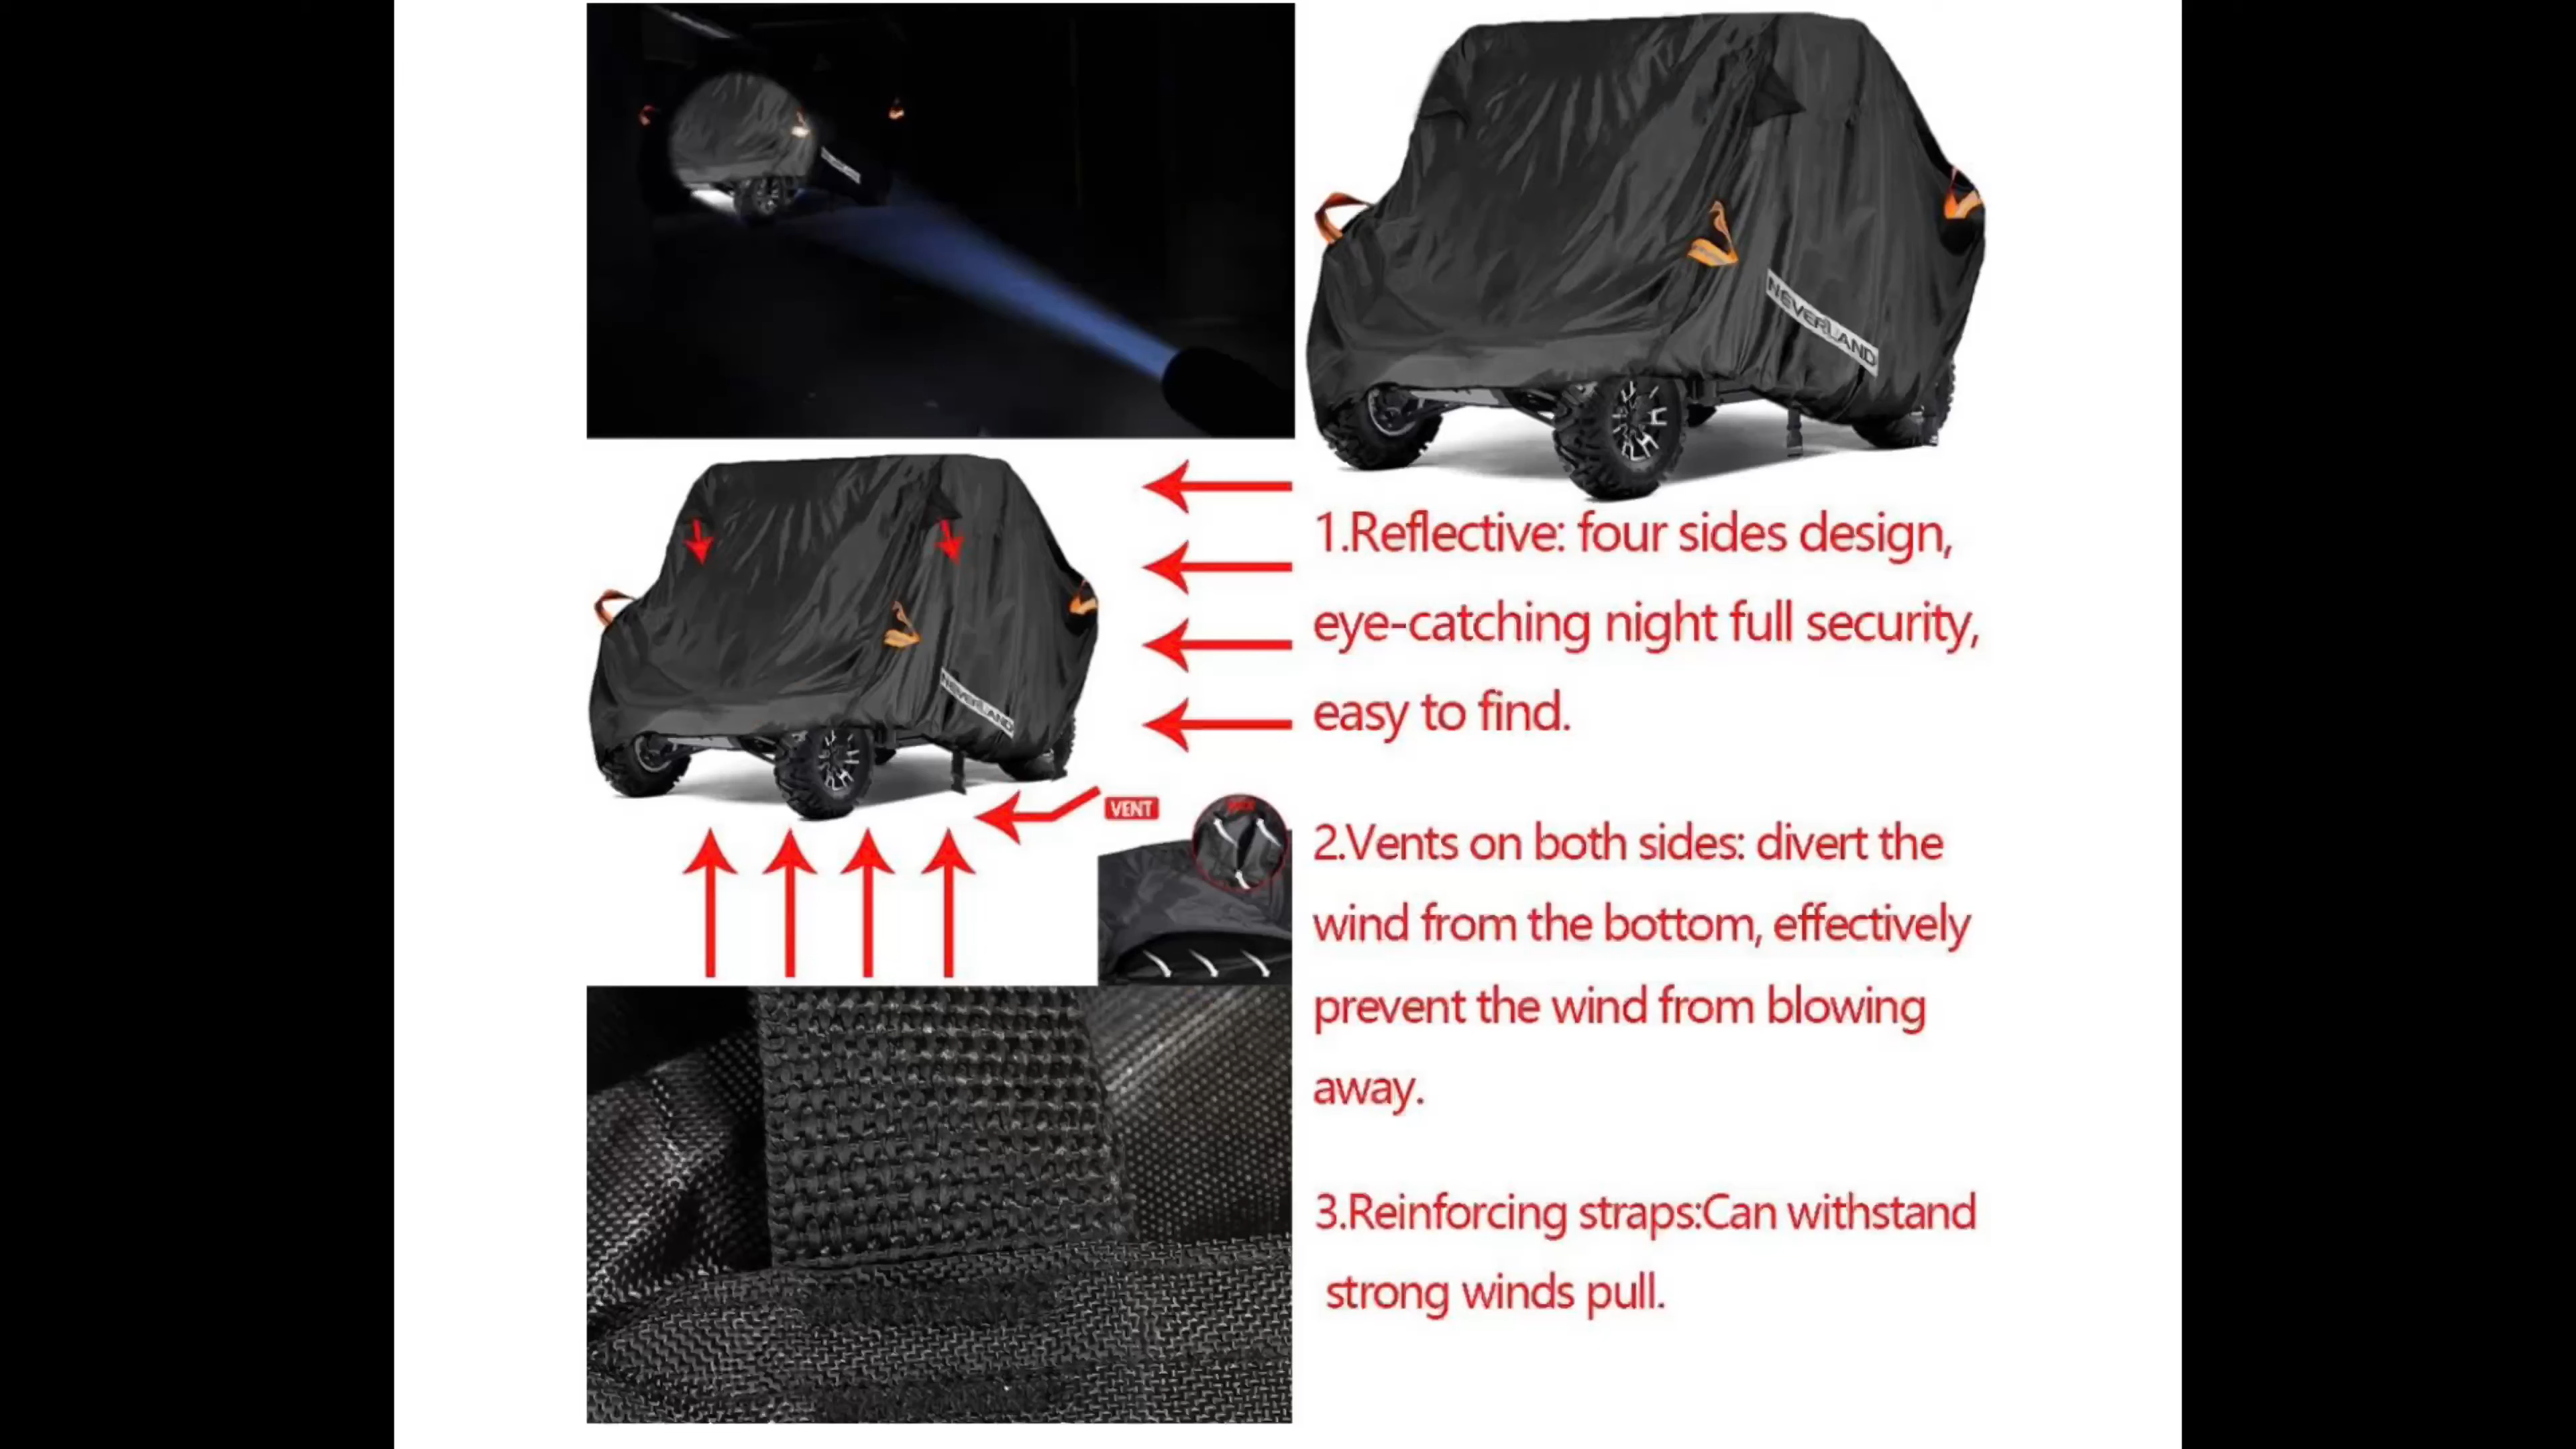 NEVERLAND
1.Reflective: four sides design,
eye-catching night full security,
easy to find.
NEVERLAND
VENT
2.Vents on both sides: divert the
wind from the bottom, effectively
prevent the wind from blowing
away.
3.Reinforcing straps:Can withstand
strong winds pull.